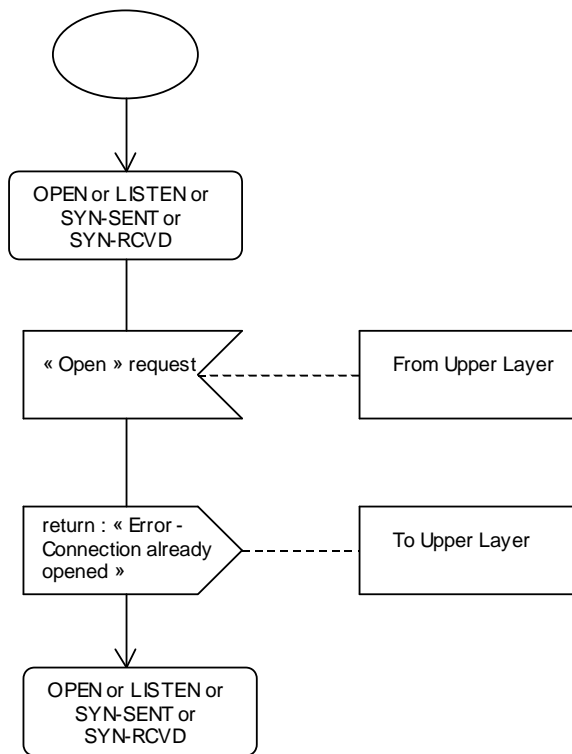 OPEN or LISTEN or
SYN-SENT or
SYN-RCVD
« Open » request
From Upper Layer
return : « Error -
Connection already
opened »
To Upper Layer
OPEN or LISTEN or
SYN-SENT or
SYN-RCVD